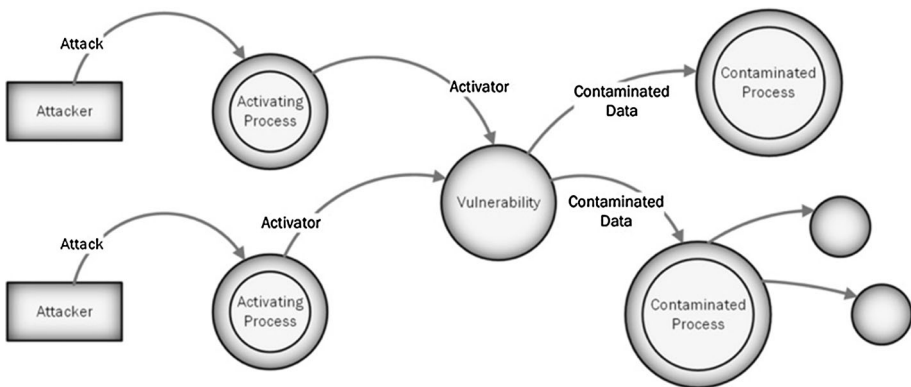 Attack
Attacker
Activating
Process
Activator
Contaminated
Data
Contaminated
Process
Vulnerability
Attack
Attacker
Activator
Activating
Process
Contaminated
Data
Contaminated
Process